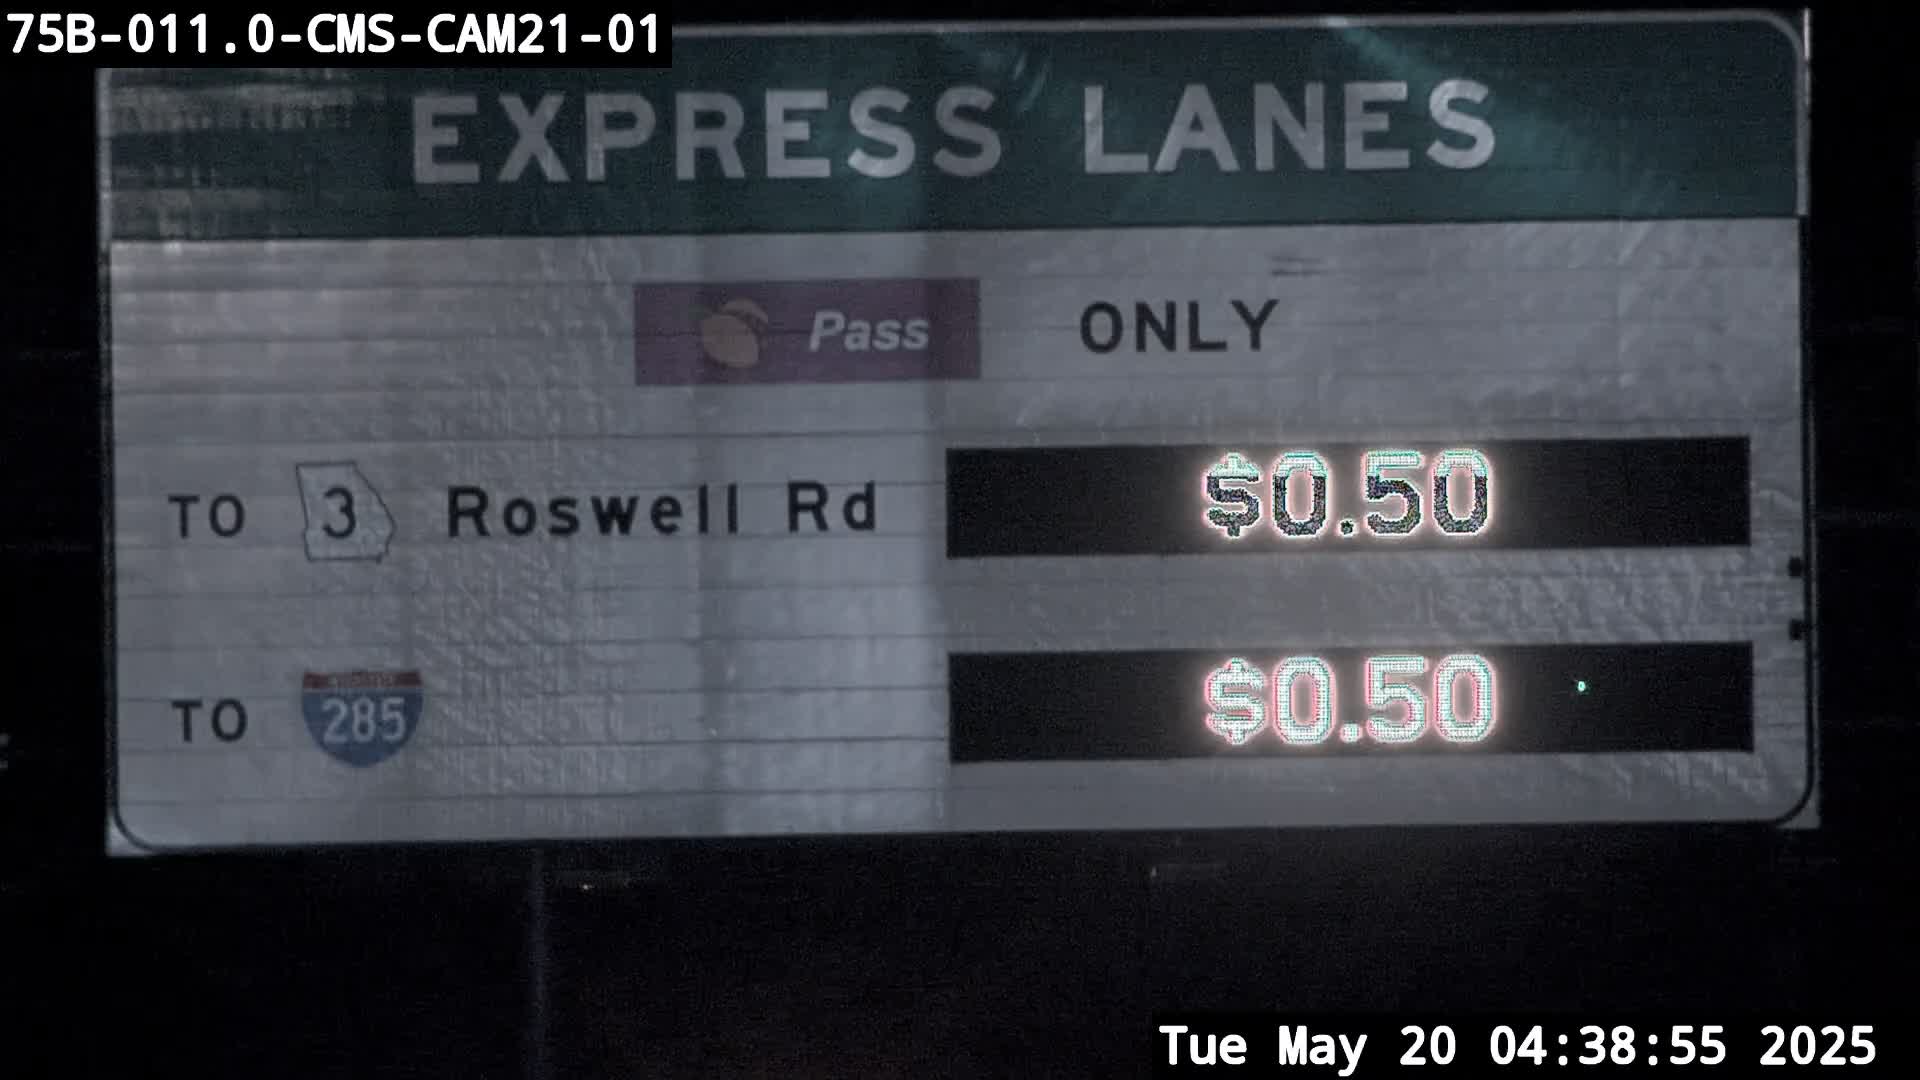 75B-011.0-CMS-CAM21-01
EXPRESS LANES
Pass ONLY
TO 3 Roswell Rd $0.50
TO 285 $0.50
Tue May 20 04:38:55 2025